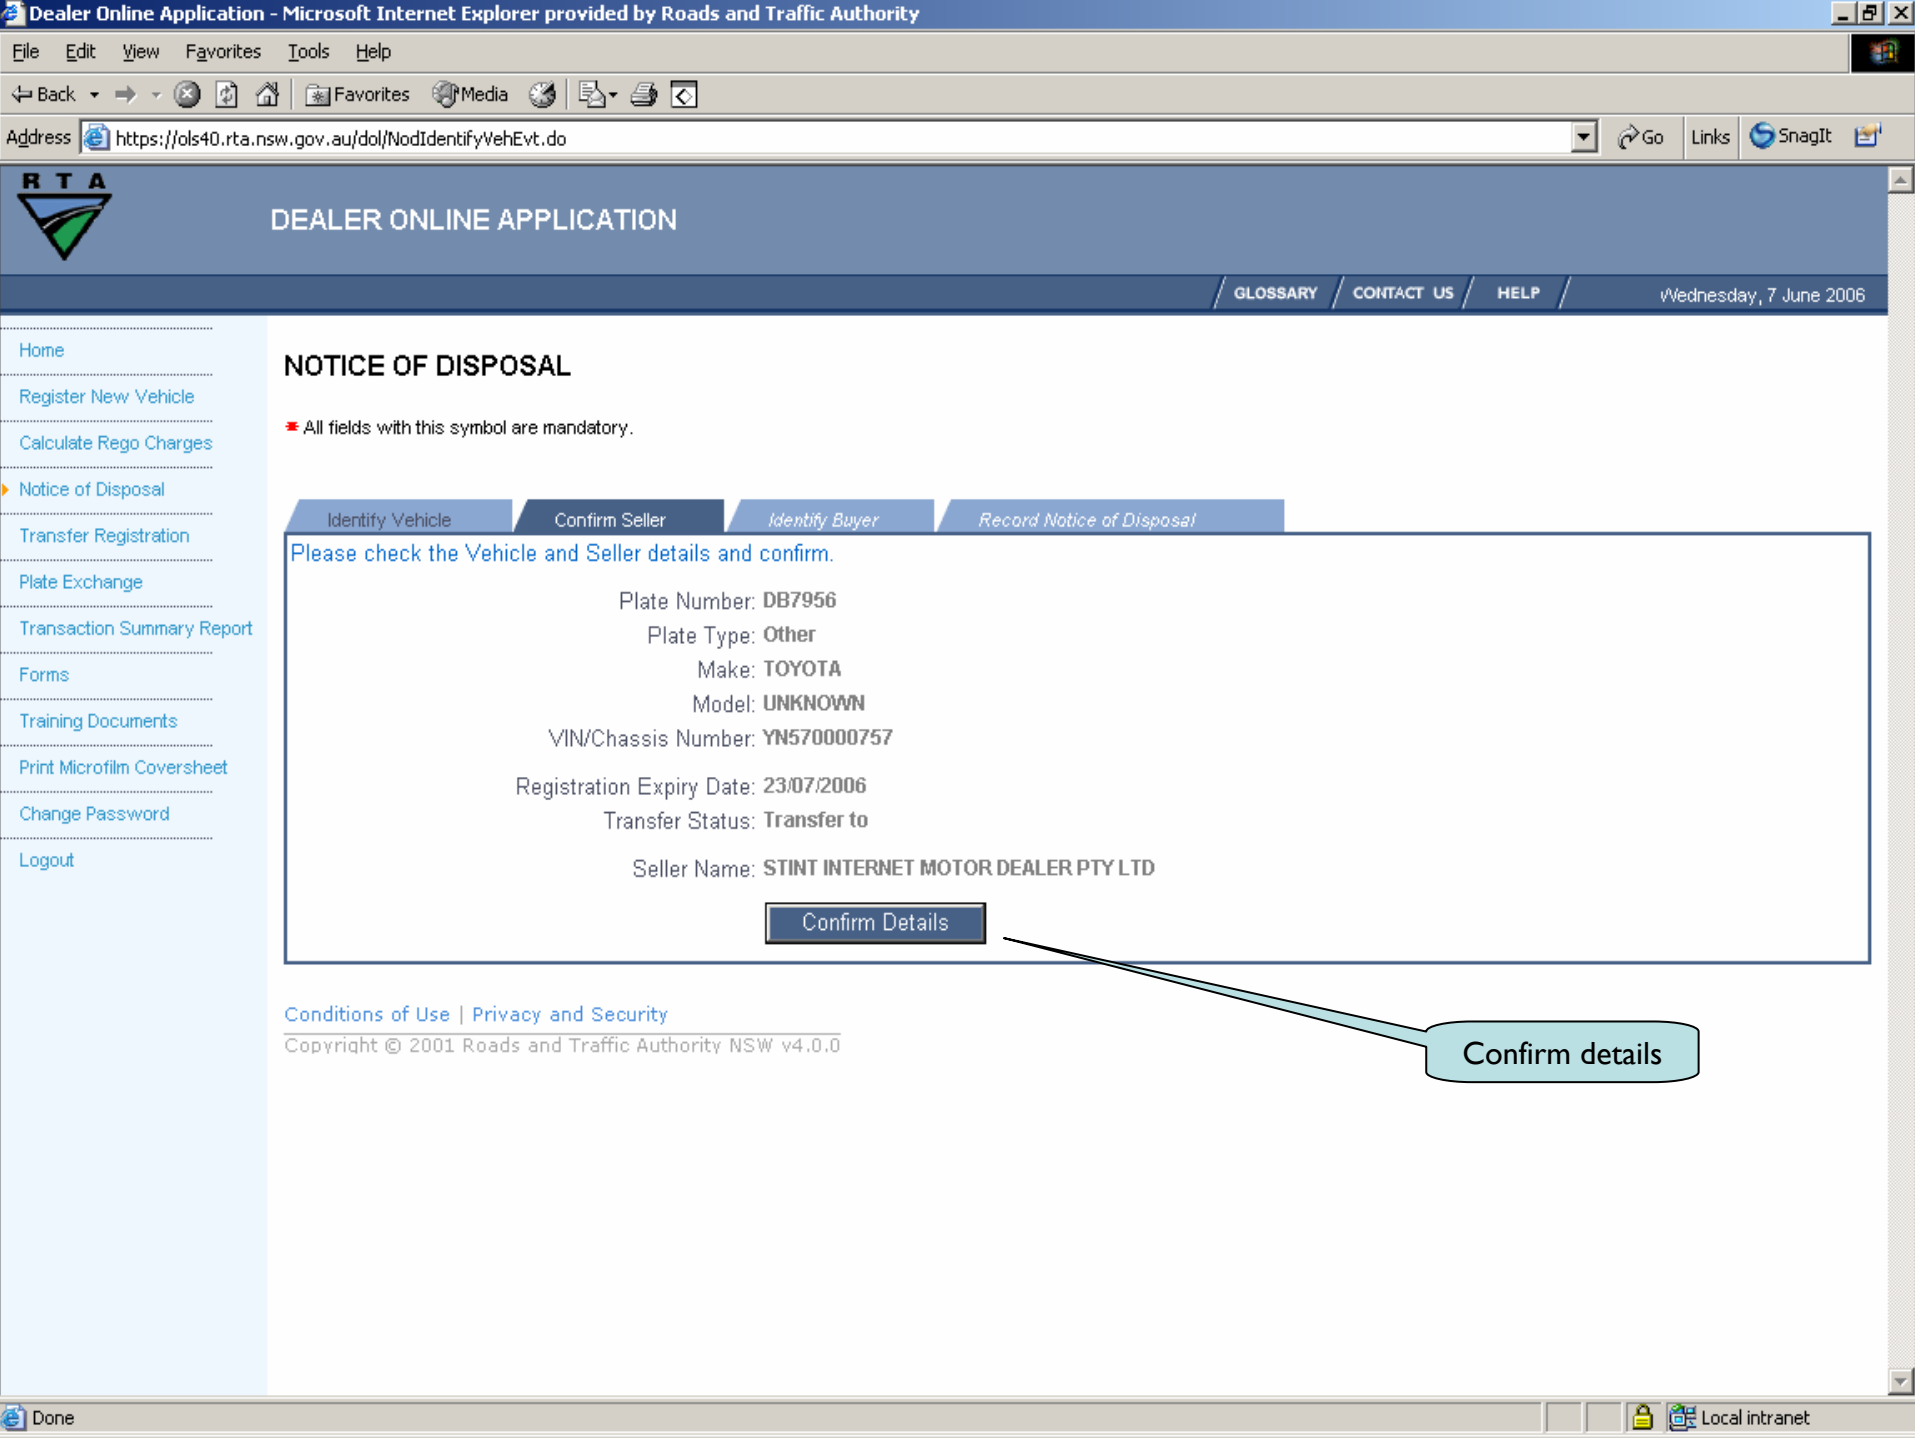 Dealer Online Application - Microsoft Internet Explorer provided by Roads and Traffic Authority
File Edit View Favorites Tools Help
Back Favorites Media
Address https://ols40.rta.nsw.gov.au/dol/NodIdentifyVehEvt.do Go Links SnagIt
R T A
DEALER ONLINE APPLICATION
GLOSSARY CONTACT US HELP Wednesday, 7 June 2006
Home
Register New Vehicle
Calculate Rego Charges
Notice of Disposal
Transfer Registration
Plate Exchange
Transaction Summary Report
Forms
Training Documents
Print Microfilm Coversheet
Change Password
Logout
NOTICE OF DISPOSAL
All fields with this symbol are mandatory.
Identify Vehicle Confirm Seller Identify Buyer Record Notice of Disposal
Please check the Vehicle and Seller details and confirm.
Plate Number: DB7956
Plate Type: Other
Make: TOYOTA
Model: UNKNOWN
VIN/Chassis Number: YN570000757
Registration Expiry Date: 23/07/2006
Transfer Status: Transfer to
Seller Name: STINT INTERNET MOTOR DEALER PTY LTD
Confirm Details
Confirm details
Conditions of Use | Privacy and Security
Copyright © 2001 Roads and Traffic Authority NSW v4.0.0
Done Local intranet